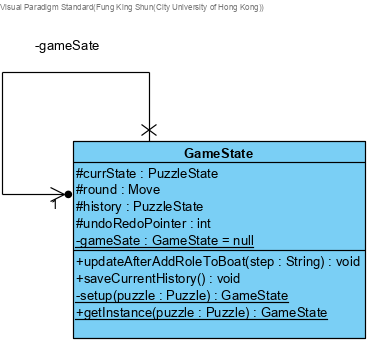 Visual Paradigm Standard(Fung King Shun(City University of Hong Kong))
-gameSate
1
GameState
#currState : PuzzleState
#round : Move
#history : PuzzleState
#undoRedoPointer : int
-gameSate : GameState = null
+updateAfterAddRoleToBoat(step : String) : void
+saveCurrentHistory() : void
-setup(puzzle : Puzzle) : GameState
+getInstance(puzzle : Puzzle) : GameState